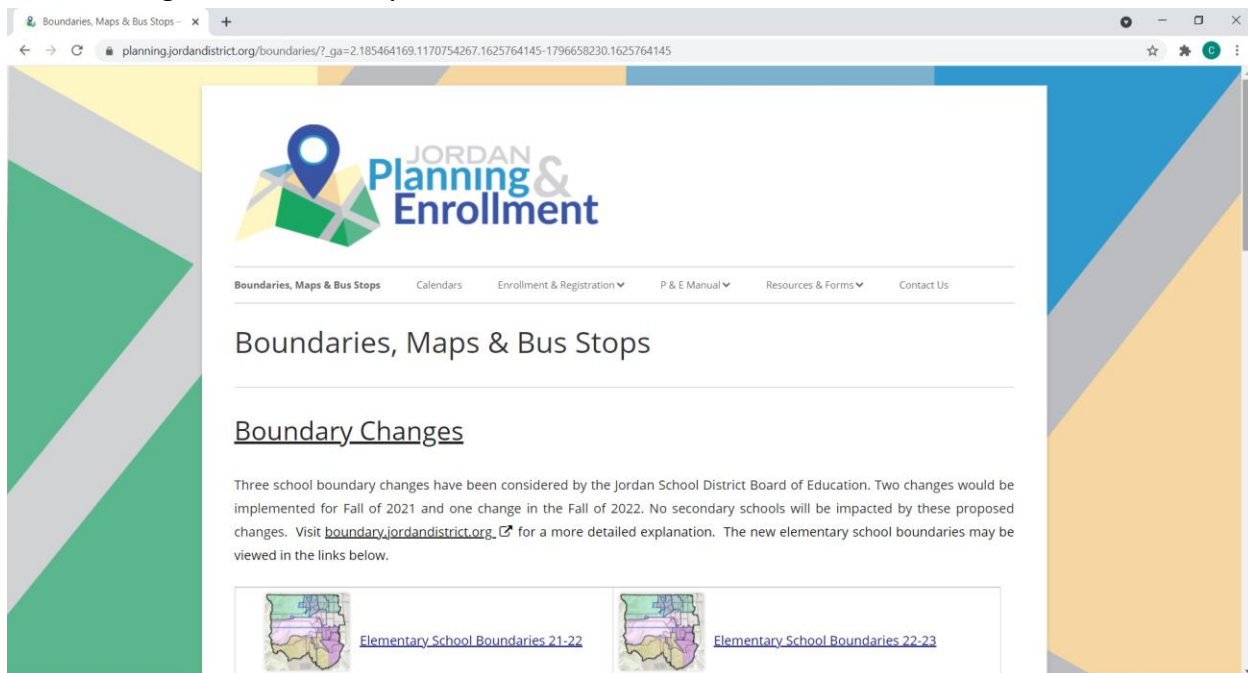 Boundaries, Maps & Bus Stops –
planning.jordandistrict.org/boundaries/?_ga=2.185464169.1170754267.1625764145-1796658230.1625764145
C
JORDAN
Planning &
Enrollment
Boundaries, Maps & Bus Stops Calendars Enrollment & Registration P & E Manual Resources & Forms Contact Us
Boundaries, Maps & Bus Stops
Boundary Changes
Three school boundary changes have been considered by the Jordan School District Board of Education. Two changes would be
implemented for Fall of 2021 and one change in the Fall of 2022. No secondary schools will be impacted by these proposed
changes. Visit boundary.jordandistrict.org for a more detailed explanation. The new elementary school boundaries may be
viewed in the links below.
Elementary School Boundaries 21-22 Elementary School Boundaries 22-23